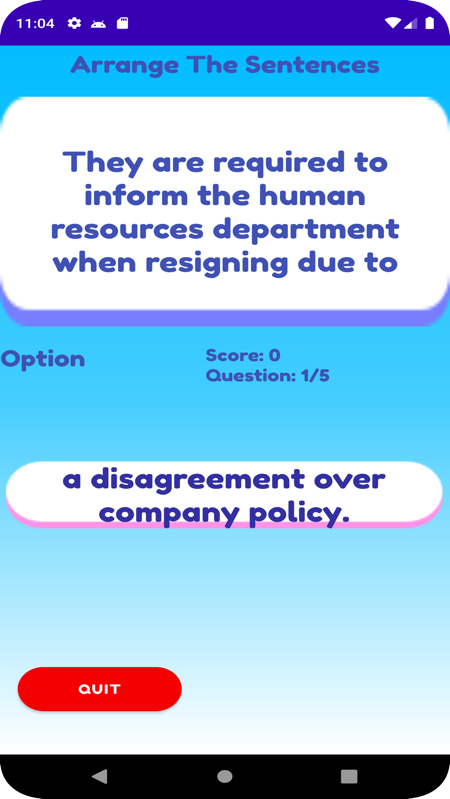 11:04
Arrange The Sentences
They are required to
inform the human
resources department
when resigning due to
Option
Score: 0
Question: 1/5
a disagreement over
company policy.
QUIT